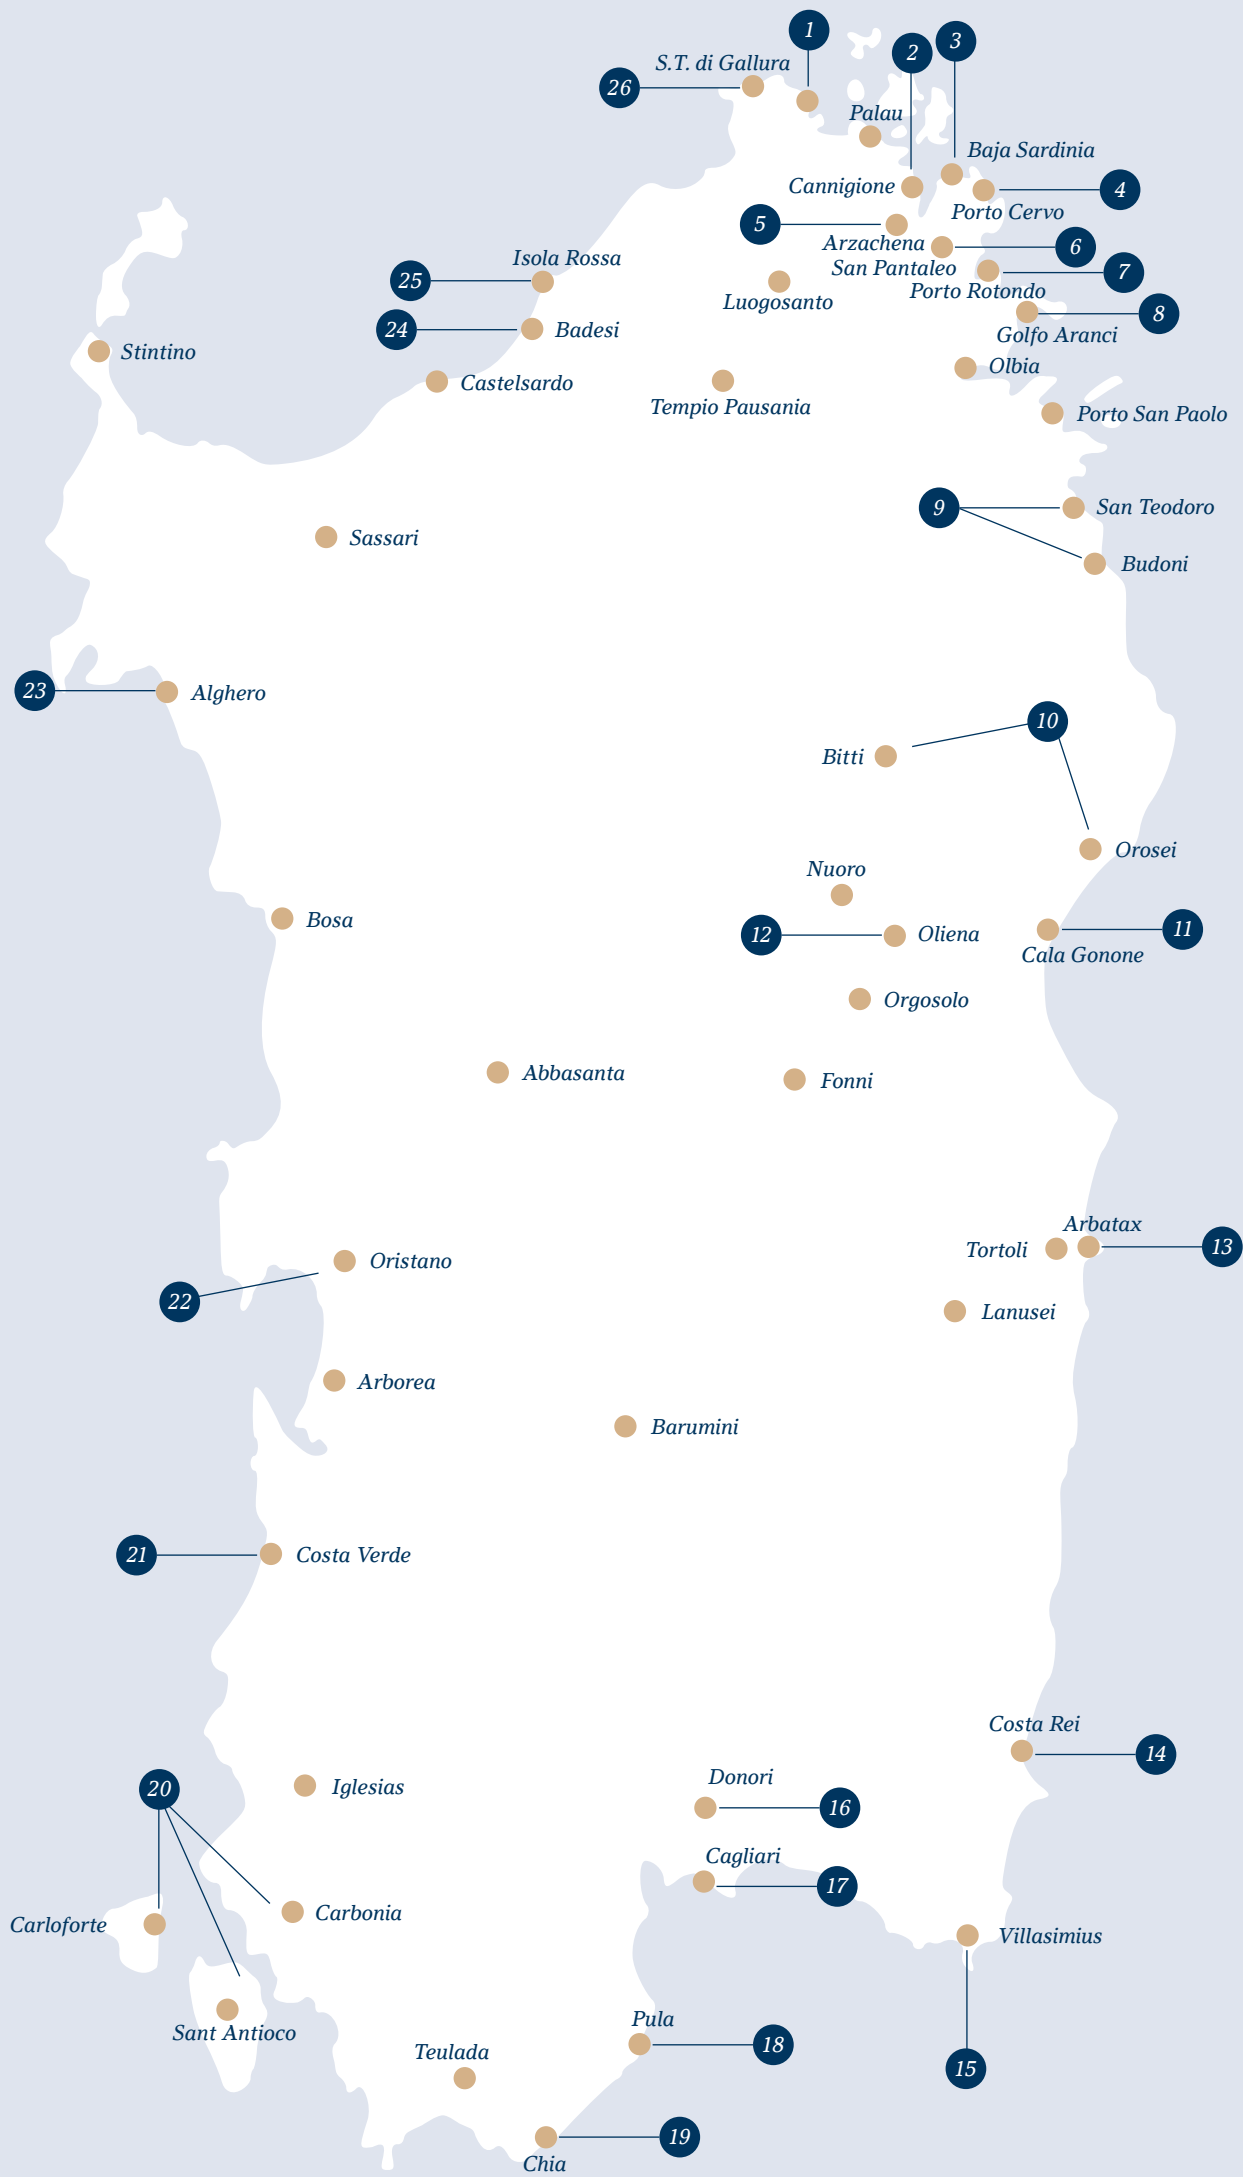 1
3
2
S.T. di Gallura
26
Palau
Baja Sardinia
Cannigione
4
Porto Cervo
5
Arzachena
6
San Pantaleo
Isola Rossa
7
25
Porto Rotondo
Luogosanto
8
24
Badesi
Golfo Aranci
Stintino
Olbia
Castelsardo
Tempio Pausania
Porto San Paolo
9
San Teodoro
Sassari
Budoni
23
Alghero
10
Bitti
Orosei
Nuoro
Bosa
12
Oliena
11
Cala Gonone
Orgosolo
Abbasanta
Fonni
Arbatax
Tortoli
13
Oristano
22
Lanusei
Arborea
Barumini
21
Costa Verde
Costa Rei
14
Donori
20
Iglesias
16
Cagliari
17
Carloforte
Carbonia
Villasimius
Sant Antioco
Pula
18
Teulada
15
19
Chia